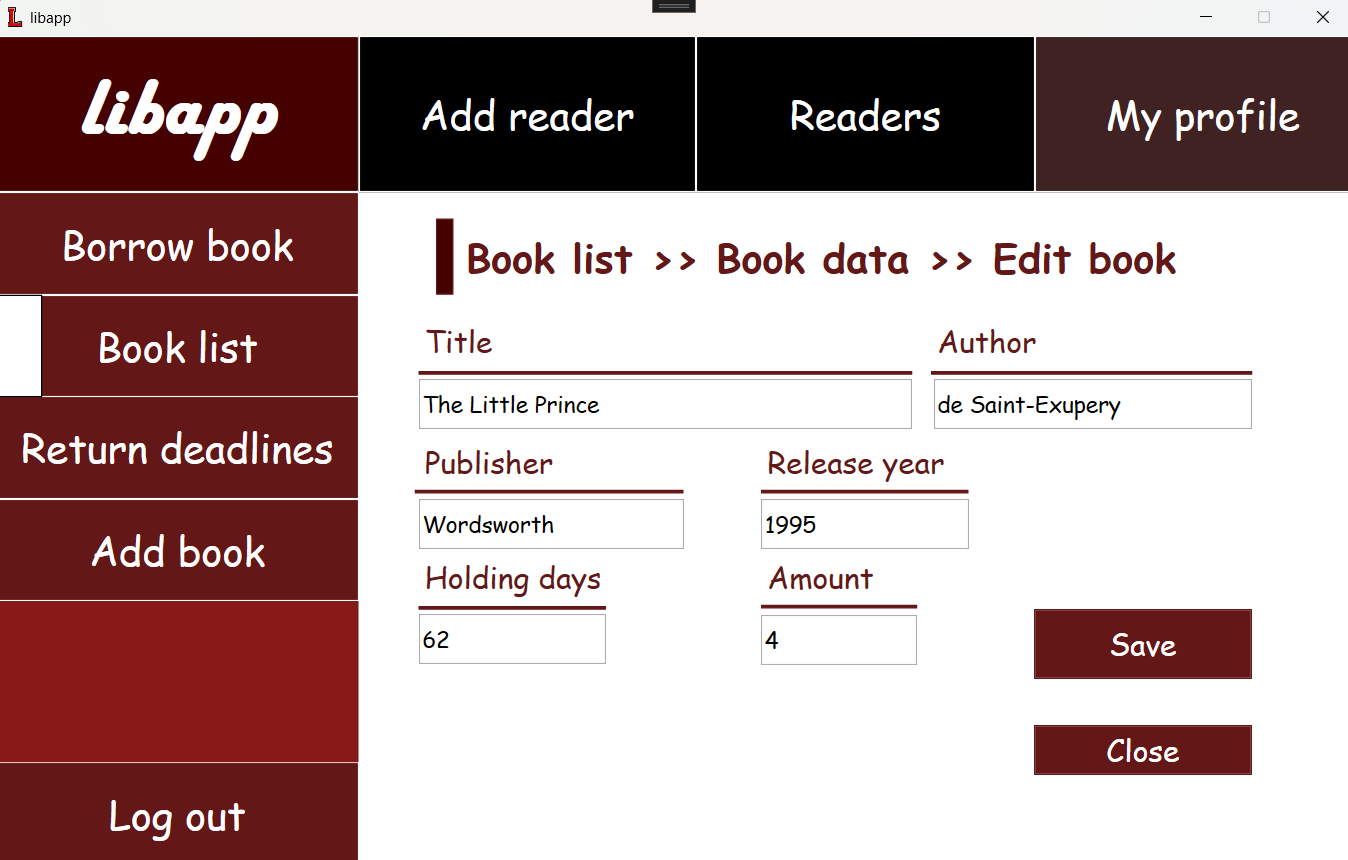 libapp
libapp
Add reader
Readers
My profile
Borrow book
Book list
Return deadlines
Add book
Log out
Book list >> Book data >> Edit book
Title
Author
The Little Prince
de Saint-Exupery
Publisher
Release year
Wordsworth
1995
Holding days
Amount
62
4
Save
Close